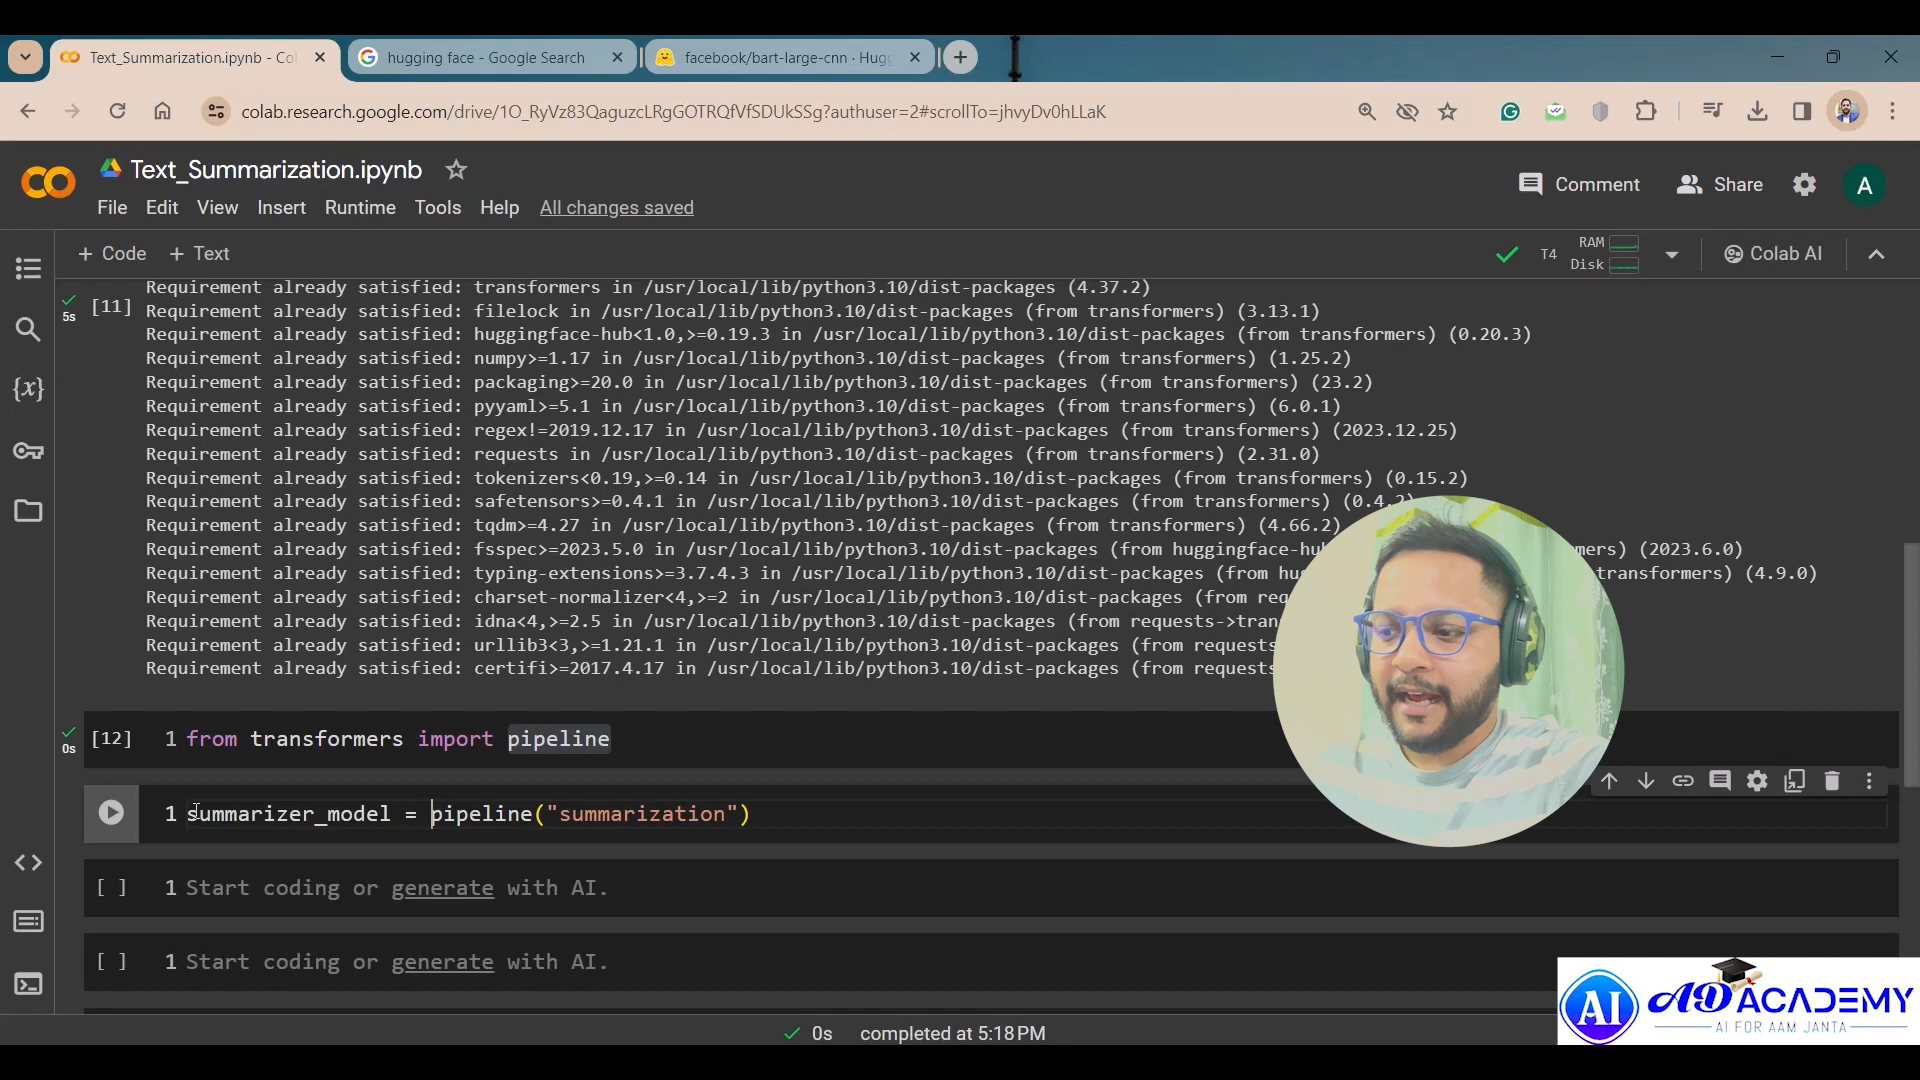 Text_Summarization.ipynb - Co
hugging face - Google Search
facebook/bart-large-cnn · Hugg
colab.research.google.com/drive/1O_RyVz83QaguzcLRgGOTRQfVfSDUkSSg?authuser=2#scrollTo=jhvyDv0hLLaK
Text_Summarization.ipynb
Comment
Share
A
File Edit View Insert Runtime Tools Help All changes saved
+ Code + Text
T4
RAM
Disk
Colab AI
[11]
5s
Requirement already satisfied: transformers in /usr/local/lib/python3.10/dist-packages (4.37.2)
Requirement already satisfied: filelock in /usr/local/lib/python3.10/dist-packages (from transformers) (3.13.1)
Requirement already satisfied: huggingface-hub<1.0,>=0.19.3 in /usr/local/lib/python3.10/dist-packages (from transformers) (0.20.3)
Requirement already satisfied: numpy>=1.17 in /usr/local/lib/python3.10/dist-packages (from transformers) (1.25.2)
Requirement already satisfied: packaging>=20.0 in /usr/local/lib/python3.10/dist-packages (from transformers) (23.2)
Requirement already satisfied: pyyaml>=5.1 in /usr/local/lib/python3.10/dist-packages (from transformers) (6.0.1)
Requirement already satisfied: regex!=2019.12.17 in /usr/local/lib/python3.10/dist-packages (from transformers) (2023.12.25)
Requirement already satisfied: requests in /usr/local/lib/python3.10/dist-packages (from transformers) (2.31.0)
Requirement already satisfied: tokenizers<0.19,>=0.14 in /usr/local/lib/python3.10/dist-packages (from transformers) (0.15.2)
Requirement already satisfied: safetensors>=0.4.1 in /usr/local/lib/python3.10/dist-packages (from transformers) (0.4.2)
Requirement already satisfied: tqdm>=4.27 in /usr/local/lib/python3.10/dist-packages (from transformers) (4.66.2)
Requirement already satisfied: fsspec>=2023.5.0 in /usr/local/lib/python3.10/dist-packages (from huggingface-hu mers) (2023.6.0)
Requirement already satisfied: typing-extensions>=3.7.4.3 in /usr/local/lib/python3.10/dist-packages (from hu transformers) (4.9.0)
Requirement already satisfied: charset-normalizer<4,>=2 in /usr/local/lib/python3.10/dist-packages (from req
Requirement already satisfied: idna<4,>=2.5 in /usr/local/lib/python3.10/dist-packages (from requests->tran
Requirement already satisfied: urllib3<3,>=1.21.1 in /usr/local/lib/python3.10/dist-packages (from requests
Requirement already satisfied: certifi>=2017.4.17 in /usr/local/lib/python3.10/dist-packages (from requests
0s
[12] 1 from transformers import pipeline
1 summarizer_model = pipeline("summarization")
[ ] 1 Start coding or generate with AI.
[ ] 1 Start coding or generate with AI.
0s completed at 5:18 PM
AI
AD ACADEMY
AI FOR AAM JANTA